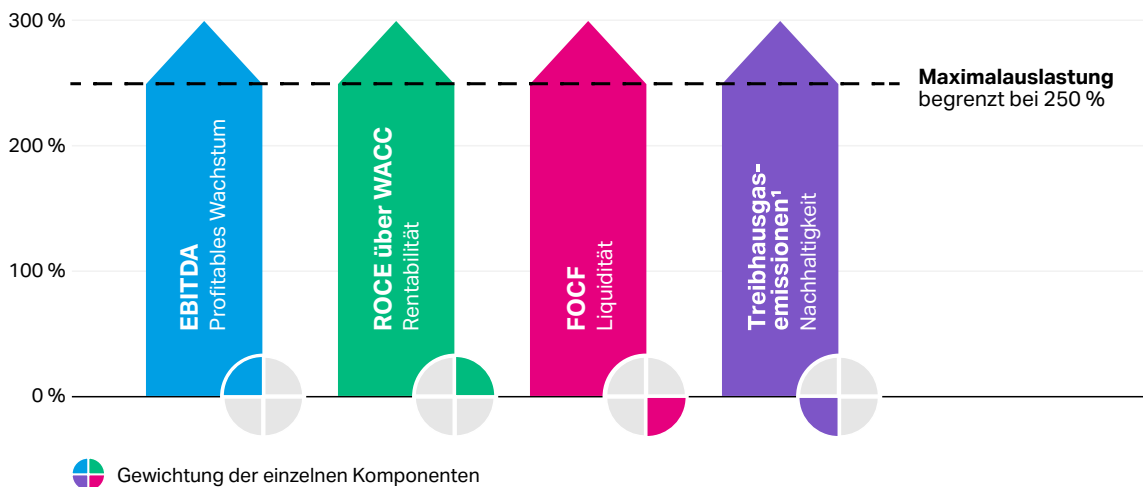 300 %
Maximalauslastung
begrenzt bei 250 %
200 %
100 %
0 %
EBITDA
Profitables Wachstum
ROCE über WACC
Rentabilität
FOCF
Liquidität
Treibhausgas-
emissionen¹
Nachhaltigkeit
Gewichtung der einzelnen Komponenten